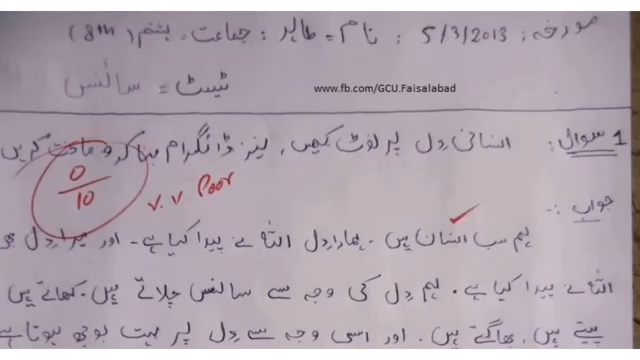 مورخہ: 5/3/2013 : نام = طاہر : جماعت = ہشتم (8th)
ٹیسٹ = سائنس
www.fb.com/GCU.Faisalabad
1 سوال: انسانی دل پر نوٹ لکھیں، نیز ڈائگرام بنا کر وضاحت کریں
0/10
v.v Poor
جواب :۔
ہم سب انسان ہیں ۔ ہمارا دل اللہ نے پیدا کیا ہے ۔ اور میرا دل بھی
اللہ نے پیدا کیا ہے ۔ ہم دل کی وجہ سے سانس چلاتے ہیں ۔ کھاتے ہیں
پیتے ہیں ، بھاگتے ہیں ۔ اور اسی وجہ سے دل پر بہت بوجھ ہوتا ہے